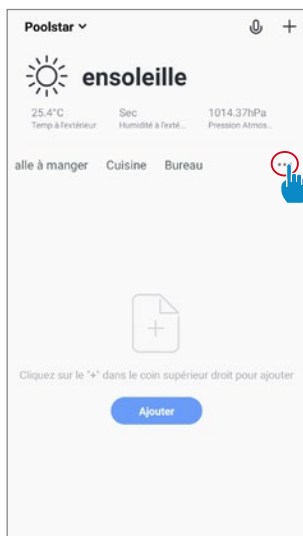 Poolstar
ensoleille
25.4°C Sec 1014.37hPa
Temp à l'extérieur Humidité à l'exté... Pression Atmos...
alle à manger Cuisine Bureau ...
Cliquez sur le "+" dans le coin supérieur droit pour ajouter
Ajouter